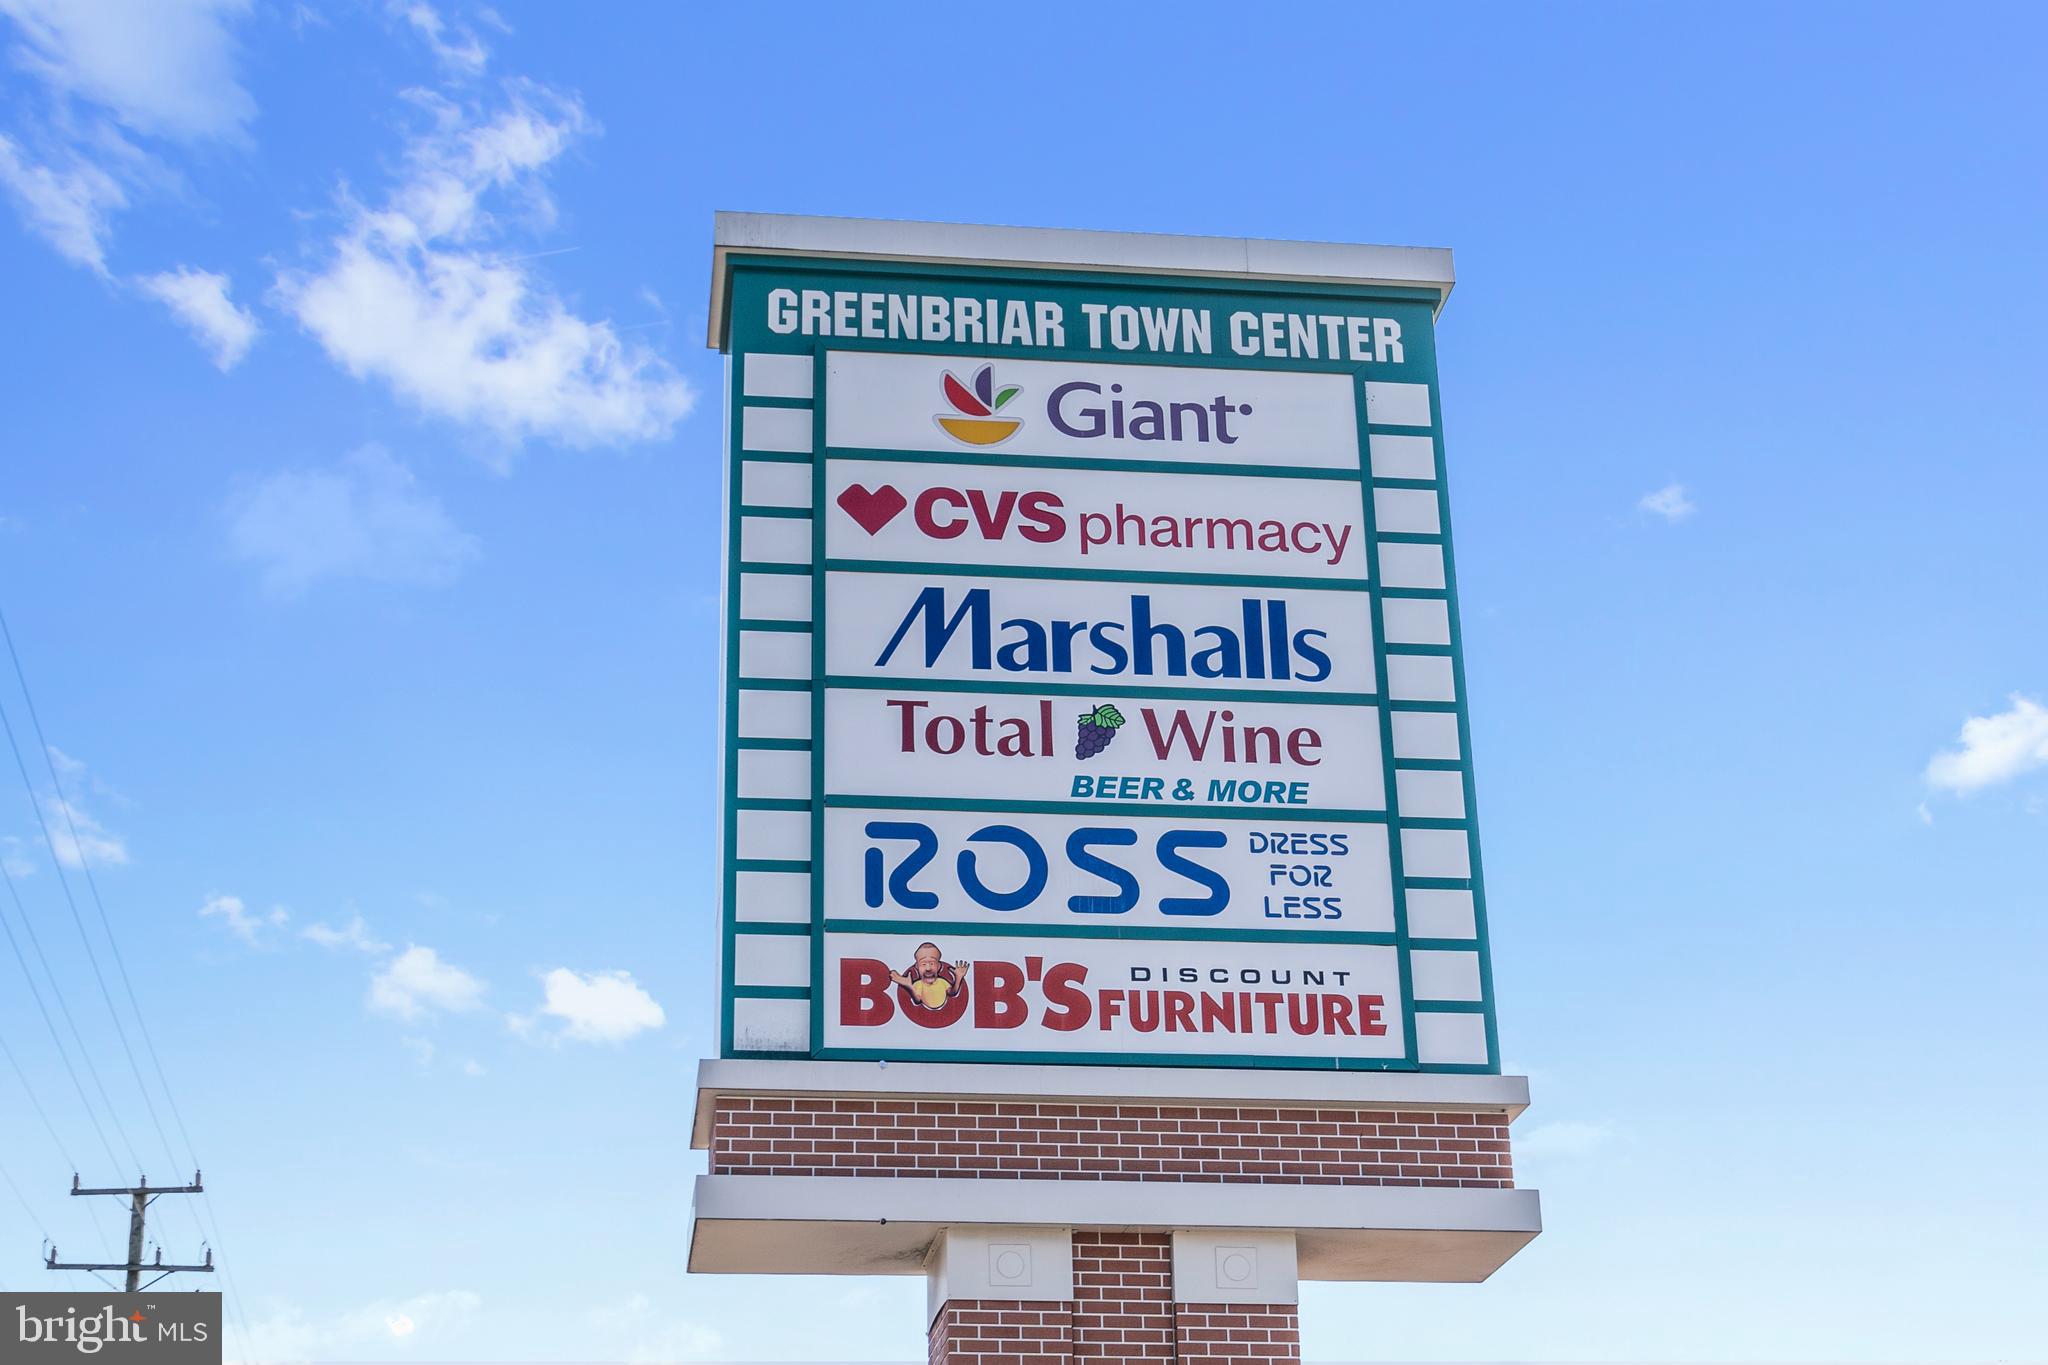 GREENBRIAR TOWN CENTER
Giant
CVS pharmacy
Marshalls
Total Wine
BEER & MORE
ROSS DRESS
FOR
LESS
BOB'S DISCOUNT
FURNITURE
bright™ MLS